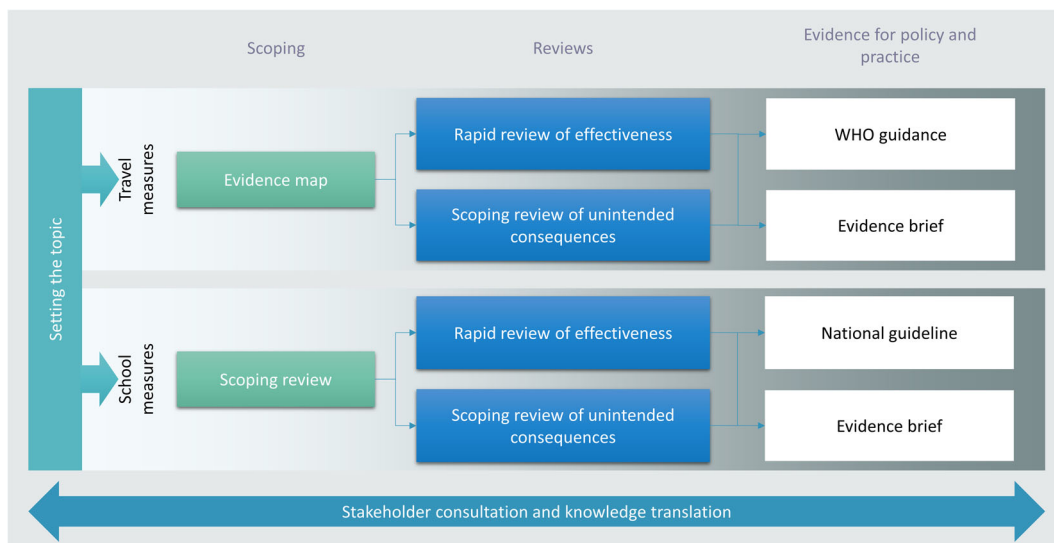 Scoping
Reviews
Evidence for policy and
practice
Setting the topic
Travel
measures
Evidence map
Rapid review of effectiveness
Scoping review of unintended
consequences
WHO guidance
Evidence brief
School
measures
Scoping review
Rapid review of effectiveness
Scoping review of unintended
consequences
National guideline
Evidence brief
Stakeholder consultation and knowledge translation